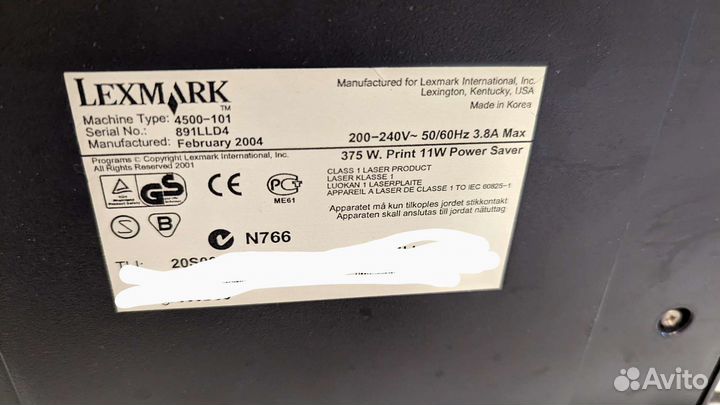 LEXMARK™
Machine Type: 4500-101
Serial No.: 891LLD4
Manufactured: February 2004
Manufactured for Lexmark International, Inc.
Lexington, Kentucky, USA
Made in Korea
200-240V~ 50/60Hz 3.8A Max
375 W. Print 11W Power Saver
Programs © Copyright Lexmark International, Inc.
All Rights Reserved 2001
CLASS 1 LASER PRODUCT
LASER KLASSE 1
LUOKAN 1 LASERLAITE
APPAREIL A LASER DE CLASSE 1 TO IEC 60825-1
GS
CE
ME61
Apparatet må kun tilkoples jordet stikkontakt
Apparaten skall anslutas till jordat nätuttag
S
B
N766
Avito